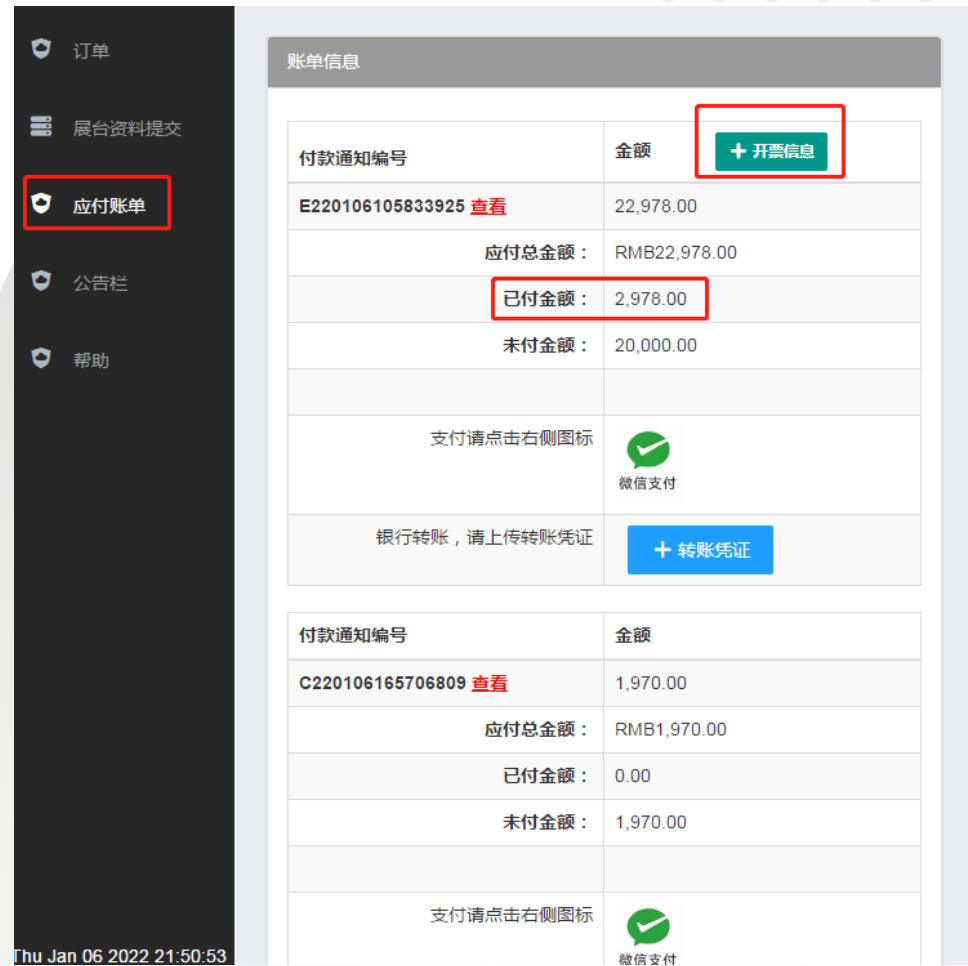 订单
展台资料提交
应付账单
公告栏
帮助
Thu Jan 06 2022 21:50:53
账单信息
付款通知编号 金额 + 开票信息
E220106105833925 查看 22,978.00
应付总金额： RMB22,978.00
已付金额： 2,978.00
未付金额： 20,000.00
支付请点击右侧图标
微信支付
银行转账，请上传转账凭证 + 转账凭证
付款通知编号 金额
C220106165706809 查看 1,970.00
应付总金额： RMB1,970.00
已付金额： 0.00
未付金额： 1,970.00
支付请点击右侧图标
微信支付